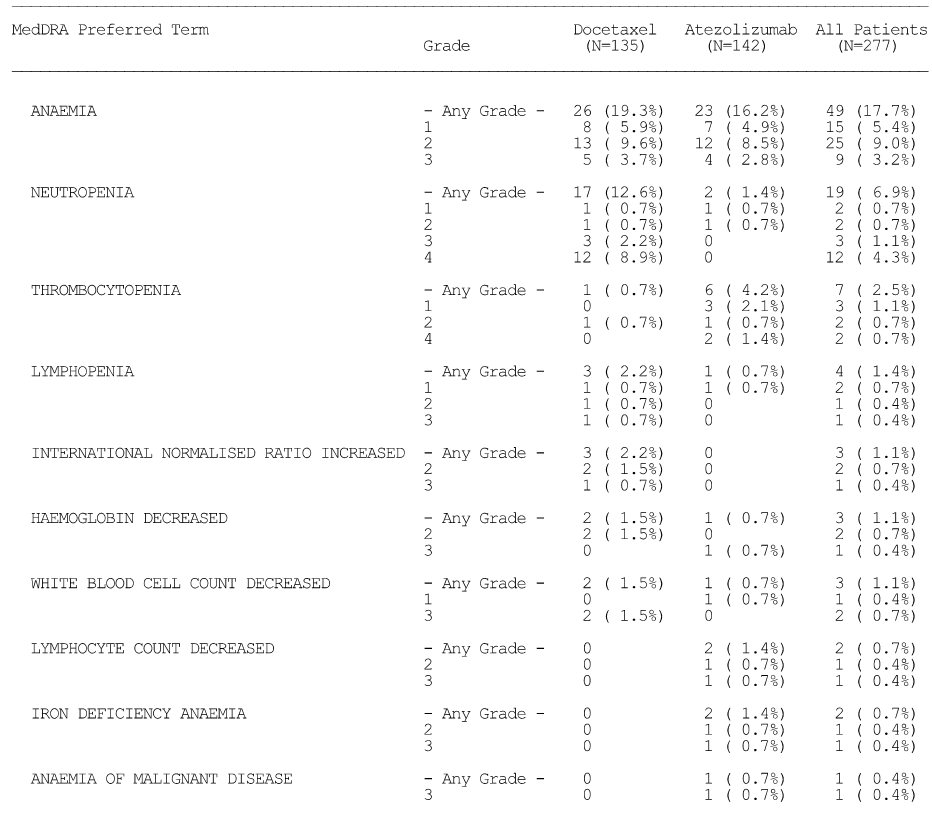 MedDRA Preferred Term Docetaxel Atezolizumab All Patients
Grade (N=135) (N=142) (N=277)
ANAEMIA - Any Grade - 26 (19.3%) 23 (16.2%) 49 (17.7%)
1 8 ( 5.9%) 7 ( 4.9%) 15 ( 5.4%)
2 13 ( 9.6%) 12 ( 8.5%) 25 ( 9.0%)
3 5 ( 3.7%) 4 ( 2.8%) 9 ( 3.2%)
NEUTROPENIA - Any Grade - 17 (12.6%) 2 ( 1.4%) 19 ( 6.9%)
1 1 ( 0.7%) 1 ( 0.7%) 2 ( 0.7%)
2 1 ( 0.7%) 1 ( 0.7%) 2 ( 0.7%)
3 3 ( 2.2%) 0 3 ( 1.1%)
4 12 ( 8.9%) 0 12 ( 4.3%)
THROMBOCYTOPENIA - Any Grade - 1 ( 0.7%) 6 ( 4.2%) 7 ( 2.5%)
1 0 3 ( 2.1%) 3 ( 1.1%)
2 1 ( 0.7%) 1 ( 0.7%) 2 ( 0.7%)
4 0 2 ( 1.4%) 2 ( 0.7%)
LYMPHOPENIA - Any Grade - 3 ( 2.2%) 1 ( 0.7%) 4 ( 1.4%)
1 1 ( 0.7%) 1 ( 0.7%) 2 ( 0.7%)
2 1 ( 0.7%) 0 1 ( 0.4%)
3 1 ( 0.7%) 0 1 ( 0.4%)
INTERNATIONAL NORMALISED RATIO INCREASED - Any Grade - 3 ( 2.2%) 0 3 ( 1.1%)
2 2 ( 1.5%) 0 2 ( 0.7%)
3 1 ( 0.7%) 0 1 ( 0.4%)
HAEMOGLOBIN DECREASED - Any Grade - 2 ( 1.5%) 1 ( 0.7%) 3 ( 1.1%)
2 2 ( 1.5%) 0 2 ( 0.7%)
3 0 1 ( 0.7%) 1 ( 0.4%)
WHITE BLOOD CELL COUNT DECREASED - Any Grade - 2 ( 1.5%) 1 ( 0.7%) 3 ( 1.1%)
1 0 1 ( 0.7%) 1 ( 0.4%)
3 2 ( 1.5%) 0 2 ( 0.7%)
LYMPHOCYTE COUNT DECREASED - Any Grade - 0 2 ( 1.4%) 2 ( 0.7%)
2 0 1 ( 0.7%) 1 ( 0.4%)
3 0 1 ( 0.7%) 1 ( 0.4%)
IRON DEFICIENCY ANAEMIA - Any Grade - 0 2 ( 1.4%) 2 ( 0.7%)
2 0 1 ( 0.7%) 1 ( 0.4%)
3 0 1 ( 0.7%) 1 ( 0.4%)
ANAEMIA OF MALIGNANT DISEASE - Any Grade - 0 1 ( 0.7%) 1 ( 0.4%)
3 0 1 ( 0.7%) 1 ( 0.4%)